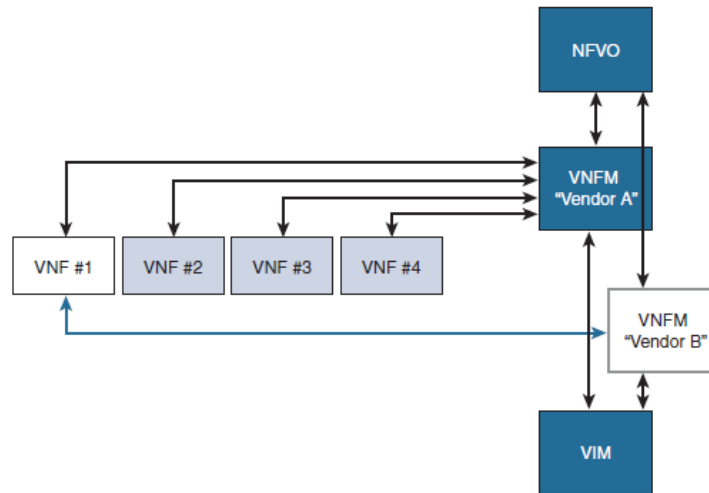 NFVO
VNFM
“Vendor A”
VNF #1
VNF #2
VNF #3
VNF #4
VNFM
“Vendor B”
VIM